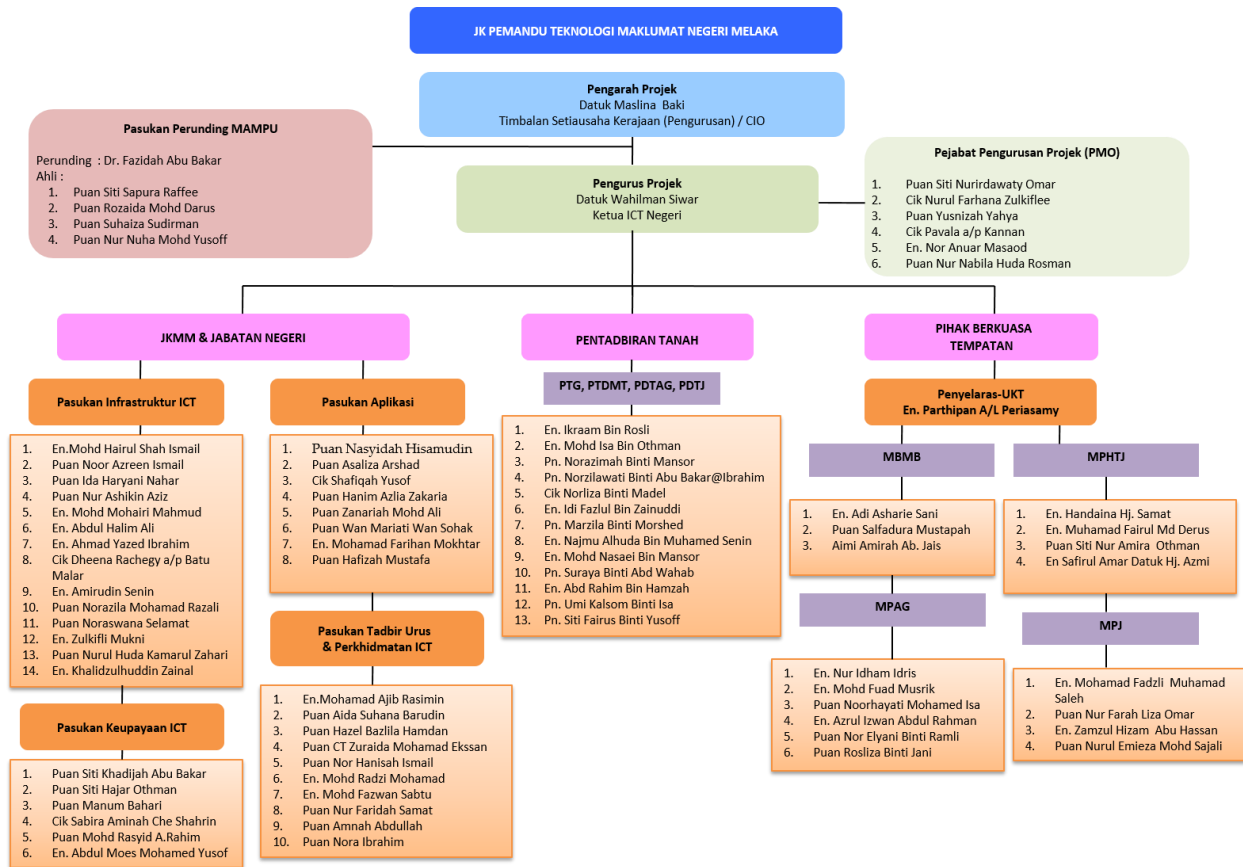 JK PEMANDU TEKNOLOGI MAKLUMAT NEGERI MELAKA
Pengarah Projek
Datuk Maslina Baki
Timbalan Setiausaha Kerajaan (Pengurusan) / CIO
Pasukan Perunding MAMPU
Perunding : Dr. Fazidah Abu Bakar
Ahli :
1. Puan Siti Sapura Raffee
2. Puan Rozaida Mohd Darus
3. Puan Suhaiza Sudirman
4. Puan Nur Nuha Mohd Yusoff
Pengurus Projek
Datuk Wahilman Siwar
Ketua ICT Negeri
Pejabat Pengurusan Projek (PMO)
1. Puan Siti Nurirdawaty Omar
2. Cik Nurul Farhana Zulkiflee
3. Puan Yusnizah Yahya
4. Cik Pavala a/p Kannan
5. En. Nor Anuar Masaod
6. Puan Nur Nabila Huda Rosman
JKMM & JABATAN NEGERI
Pasukan Infrastruktur ICT
1. En.Mohd Hairul Shah Ismail
2. Puan Noor Azreen Ismail
3. Puan Ida Haryani Nahar
4. Puan Nur Ashikin Aziz
5. En. Mohd Mohairi Mahmud
6. En. Abdul Halim Ali
7. En. Ahmad Yazed Ibrahim
8. Cik Dheena Rachegy a/p Batu
Malar
9. En. Amirudin Senin
10. Puan Norazila Mohamad Razali
11. Puan Noraswana Selamat
12. En. Zulkifli Mukni
13. Puan Nurul Huda Kamarul Zahari
14. En. Khalidzulhuddin Zainal
Pasukan Keupayaan ICT
1. Puan Siti Khadijah Abu Bakar
2. Puan Siti Hajar Othman
3. Puan Manum Bahari
4. Cik Sabira Aminah Che Shahrin
5. Puan Mohd Rasyid A.Rahim
6. En. Abdul Moes Mohamed Yusof
Pasukan Aplikasi
1. Puan Nasyidah Hisamudin
2. Puan Asaliza Arshad
3. Cik Shafiqah Yusof
4. Puan Hanim Azlia Zakaria
5. Puan Zanariah Mohd Ali
6. Puan Wan Mariati Wan Sohak
7. En. Mohamad Farihan Mokhtar
8. Puan Hafizah Mustafa
Pasukan Tadbir Urus
& Perkhidmatan ICT
1. En.Mohamad Ajib Rasimin
2. Puan Aida Suhana Barudin
3. Puan Hazel Bazlila Hamdan
4. Puan CT Zuraida Mohamad Ekssan
5. Puan Nor Hanisah Ismail
6. En. Mohd Radzi Mohamad
7. En. Mohd Fazwan Sabtu
8. Puan Nur Faridah Samat
9. Puan Amnah Abdullah
10. Puan Nora Ibrahim
PENTADBIRAN TANAH
PTG, PTDMT, PDTAG, PDTJ
1. En. Ikraam Bin Rosli
2. En. Mohd Isa Bin Othman
3. Pn. Norazimah Binti Mansor
4. Pn. Norzilawati Binti Abu Bakar@Ibrahim
5. Cik Norliza Binti Madel
6. En. Idi Fazlul Bin Zainuddi
7. Pn. Marzila Binti Morshed
8. En. Najmu Alhuda Bin Muhamed Senin
9. En. Mohd Nasaei Bin Mansor
10. Pn. Suraya Binti Abd Wahab
11. En. Abd Rahim Bin Hamzah
12. Pn. Umi Kalsom Binti Isa
13. Pn. Siti Fairus Binti Yusoff
PIHAK BERKUASA
TEMPATAN
Penyelaras-UKT
En. Parthipan A/L Periasamy
MBMB
1. En. Adi Asharie Sani
2. Puan Salfadura Mustapah
3. Aimi Amirah Ab. Jais
MPAG
1. En. Nur Idham Idris
2. En. Mohd Fuad Musrik
3. Puan Noorhayati Mohamed Isa
4. En. Azrul Izwan Abdul Rahman
5. Puan Nor Elyani Binti Ramli
6. Puan Rosliza Binti Jani
MPHTJ
1. En. Handaina Hj. Samat
2. En. Muhamad Fairul Md Derus
3. Puan Siti Nur Amira Othman
4. En Safirul Amar Datuk Hj. Azmi
MPJ
1. En. Mohamad Fadzli Muhamad
Saleh
2. Puan Nur Farah Liza Omar
3. En. Zamzul Hizam Abu Hassan
4. Puan Nurul Emieza Mohd Sajali